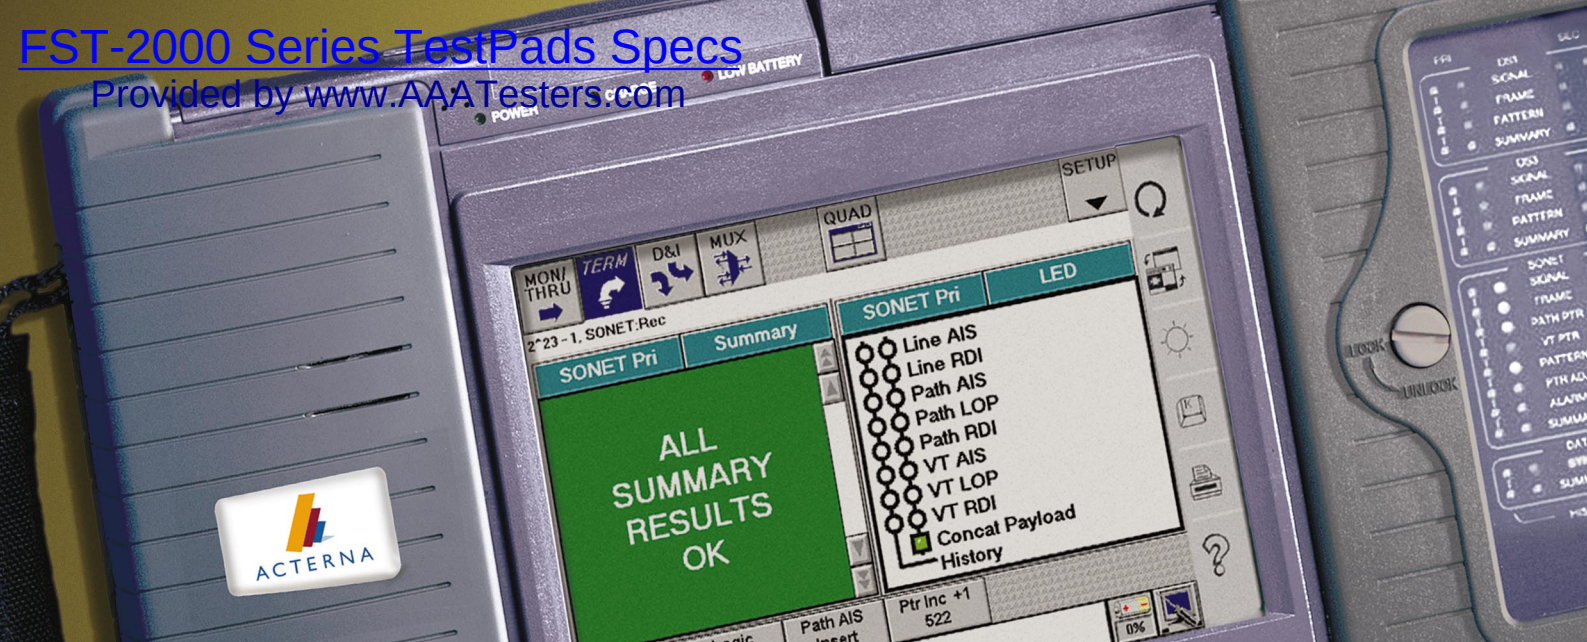 FST-2000 Series TestPads Specs
Provided by www.AAATesters.com
LOW BATTERY
POWER
SETUP
QUAD
MUX
D&I
TERM
MON/
THRU
2^23-1, SONET:Rec
SONET Pri
Summary
SONET Pri
LED
ALL
SUMMARY
RESULTS
OK
Line AIS
Line RDI
Path AIS
Path LOP
Path RDI
VT AIS
VT LOP
VT RDI
Concat Payload
History
Path AIS
Insert
Ptr Inc +1
522
0%
ACTERNA
LOCK
UNLOCK
PRI
SEC
DS1
SIGNAL
FRAME
PATTERN
SUMMARY
DS3
SIGNAL
FRAME
PATTERN
SUMMARY
SONET
SIGNAL
FRAME
PATH PTR
VT PTR
PATTERN